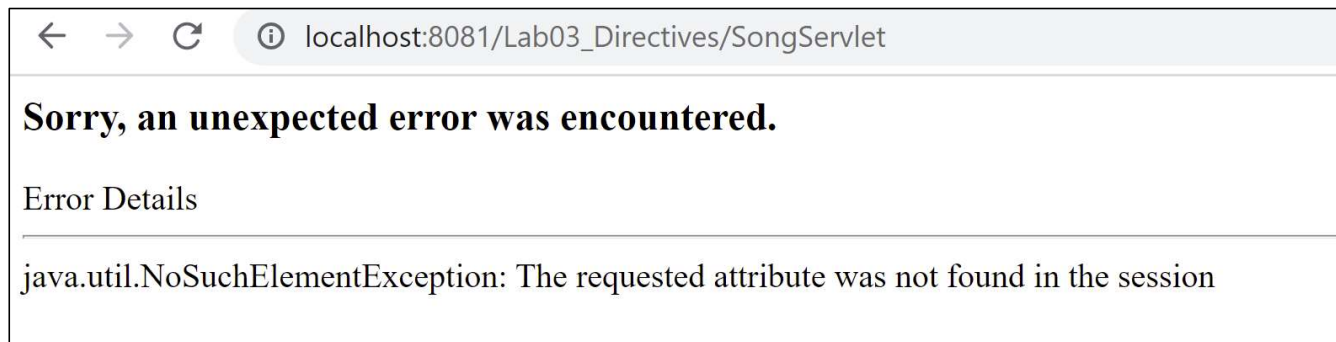 localhost:8081/Lab03_Directives/SongServlet
Sorry, an unexpected error was encountered.
Error Details
java.util.NoSuchElementException: The requested attribute was not found in the session